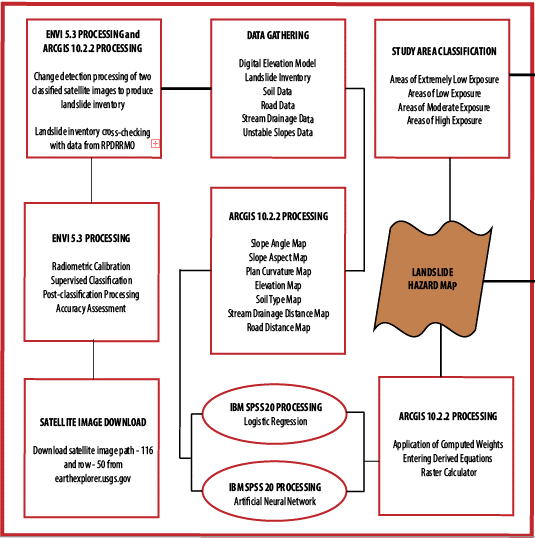 ENVI 5.3 PROCESSING and
ARCGIS 10.2.2 PROCESSING
Change detection processing of two
classified satellite images to produce
landslide inventory
Landslide inventory cross-checking
with data from RPDRRMO
DATA GATHERING
Digital Elevation Model
Landslide Inventory
Soil Data
Road Data
Stream Drainage Data
Unstable Slopes Data
STUDY AREA CLASSIFICATION
Areas of Extremely Low Exposure
Areas of Low Exposure
Areas of Moderate Exposure
Areas of High Exposure
ENVI 5.3 PROCESSING
Radiometric Calibration
Supervised Classification
Post-classification Processing
Accuracy Assessment
ARCGIS 10.2.2 PROCESSING
Slope Angle Map
Slope Aspect Map
Plan Curvature Map
Elevation Map
Soil Type Map
Stream Drainage Distance Map
Road Distance Map
LANDSLIDE
HAZARD MAP
SATELLITE IMAGE DOWNLOAD
Download satellite image path - 116
and row - 50 from
earthexplorer.usgs.gov
IBM SPSS 20 PROCESSING
Logistic Regression
IBM SPSS 20 PROCESSING
Artificial Neural Network
ARCGIS 10.2.2 PROCESSING
Application of Computed Weights
Entering Derived Equations
Raster Calculator